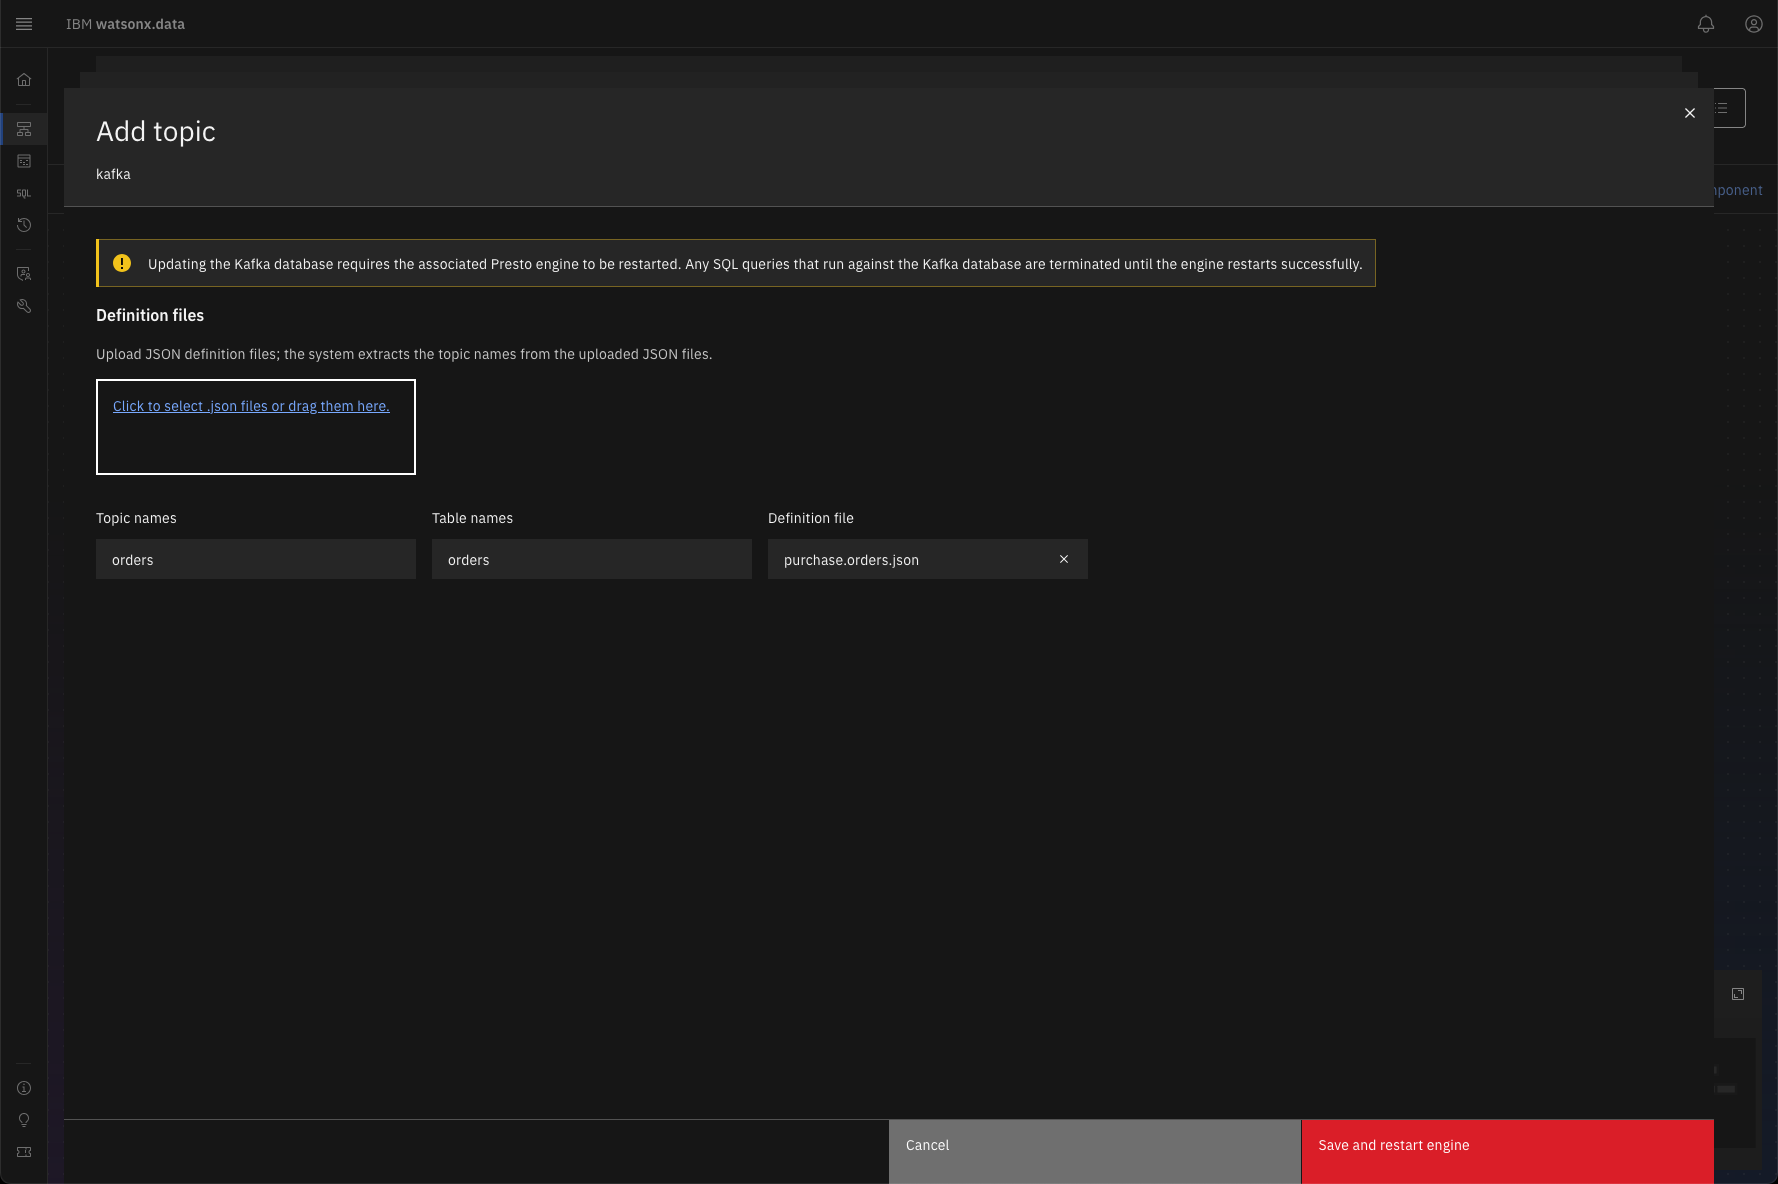 IBM watsonx.data
Add topic
kafka
ponent
SQL
Updating the Kafka database requires the associated Presto engine to be restarted. Any SQL queries that run against the Kafka database are terminated until the engine restarts successfully.
Definition files
Upload JSON definition files; the system extracts the topic names from the uploaded JSON files.
Click to select .json files or drag them here.
Topic names
Table names
Definition file
orders
orders
purchase.orders.json
Cancel
Save and restart engine